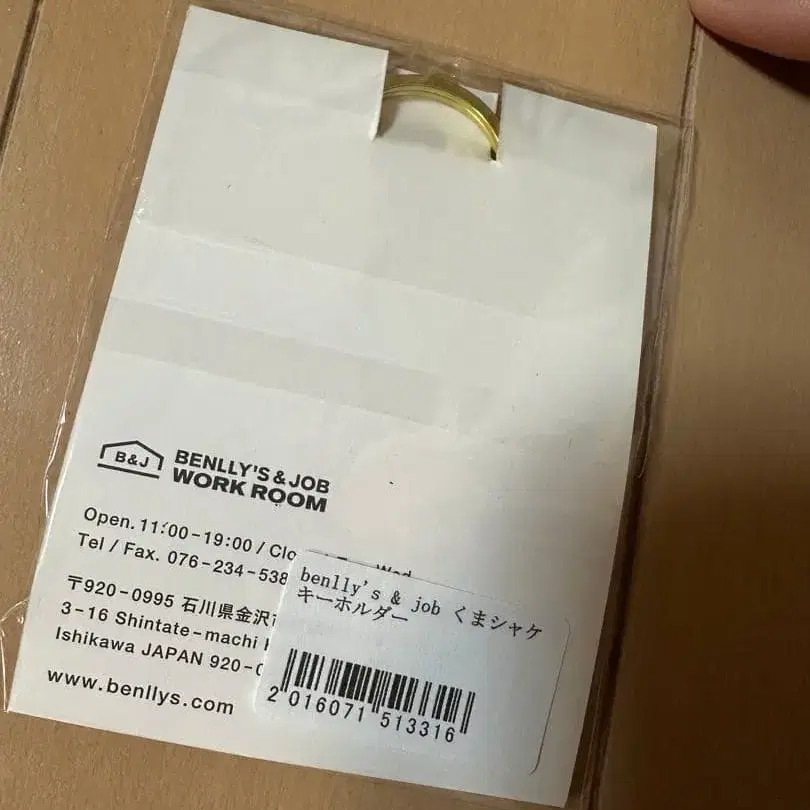 B&J
BENLLY'S & JOB
WORK ROOM
Open. 11:00-19:00 / Wed
Tel / Fax. 076-234-538
〒920-0995 石川県金沢
3-16 Shintate-machi
Ishikawa JAPAN 920-0
www.benllys.com
benlly's & job くまシャケ
キーホルダー
2 016071 513316